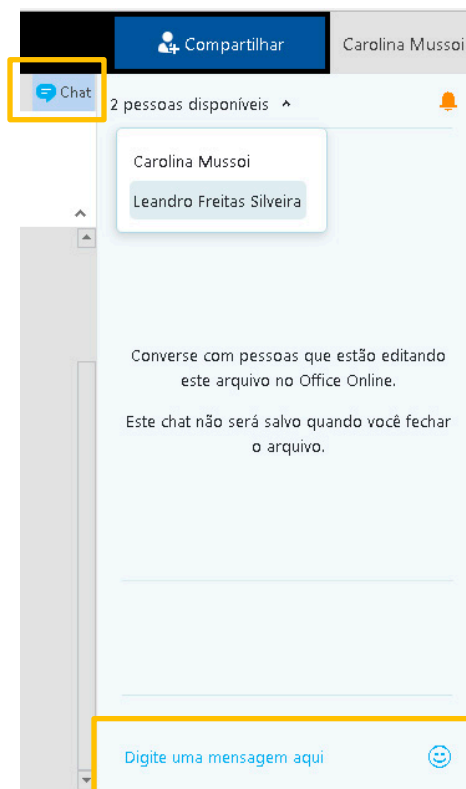 Compartilhar
Carolina Mussoi
Chat
2 pessoas disponíveis
Carolina Mussoi
Leandro Freitas Silveira
Converse com pessoas que estão editando
este arquivo no Office Online.
Este chat não será salvo quando você fechar
o arquivo.
Digite uma mensagem aqui